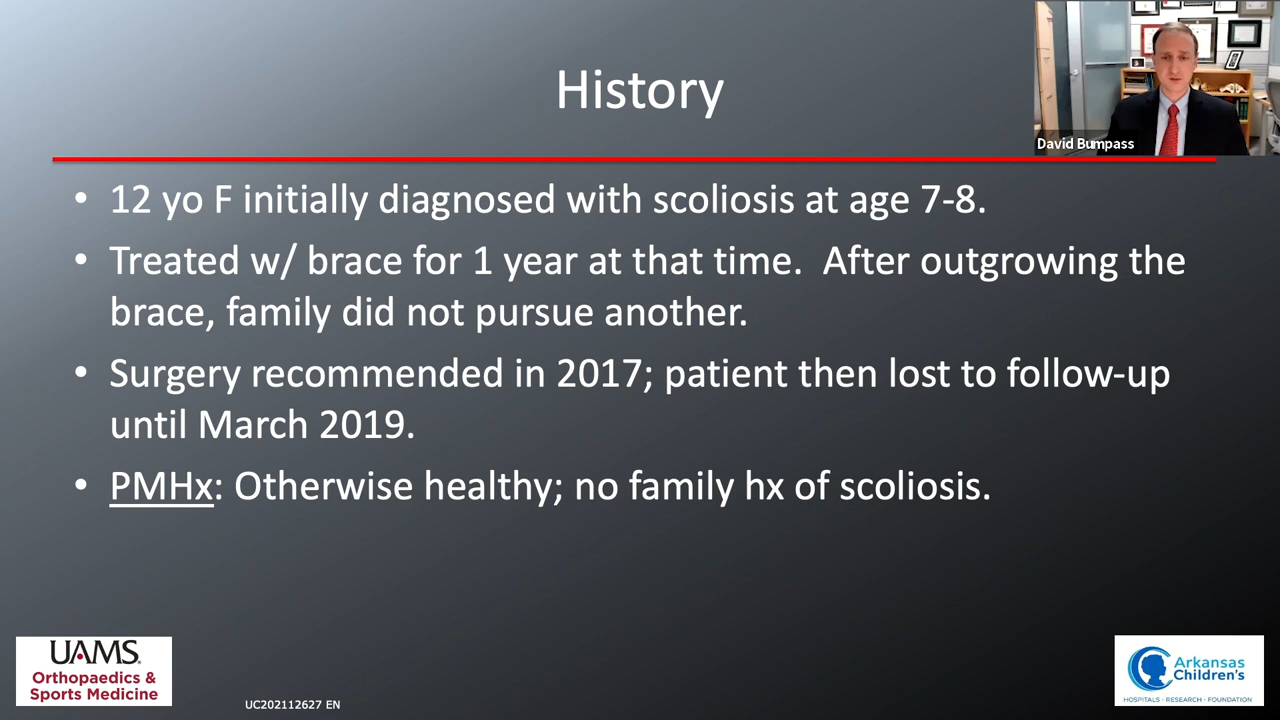 History
David Bumpass
• 12 yo F initially diagnosed with scoliosis at age 7-8.
• Treated w/ brace for 1 year at that time.  After outgrowing the
brace, family did not pursue another.
• Surgery recommended in 2017; patient then lost to follow-up
until March 2019.
• PMHx: Otherwise healthy; no family hx of scoliosis.
UAMS.
Orthopaedics &
Sports Medicine
UC202112627 EN
Arkansas
Children's
HOSPITALS • RESEARCH • FOUNDATION